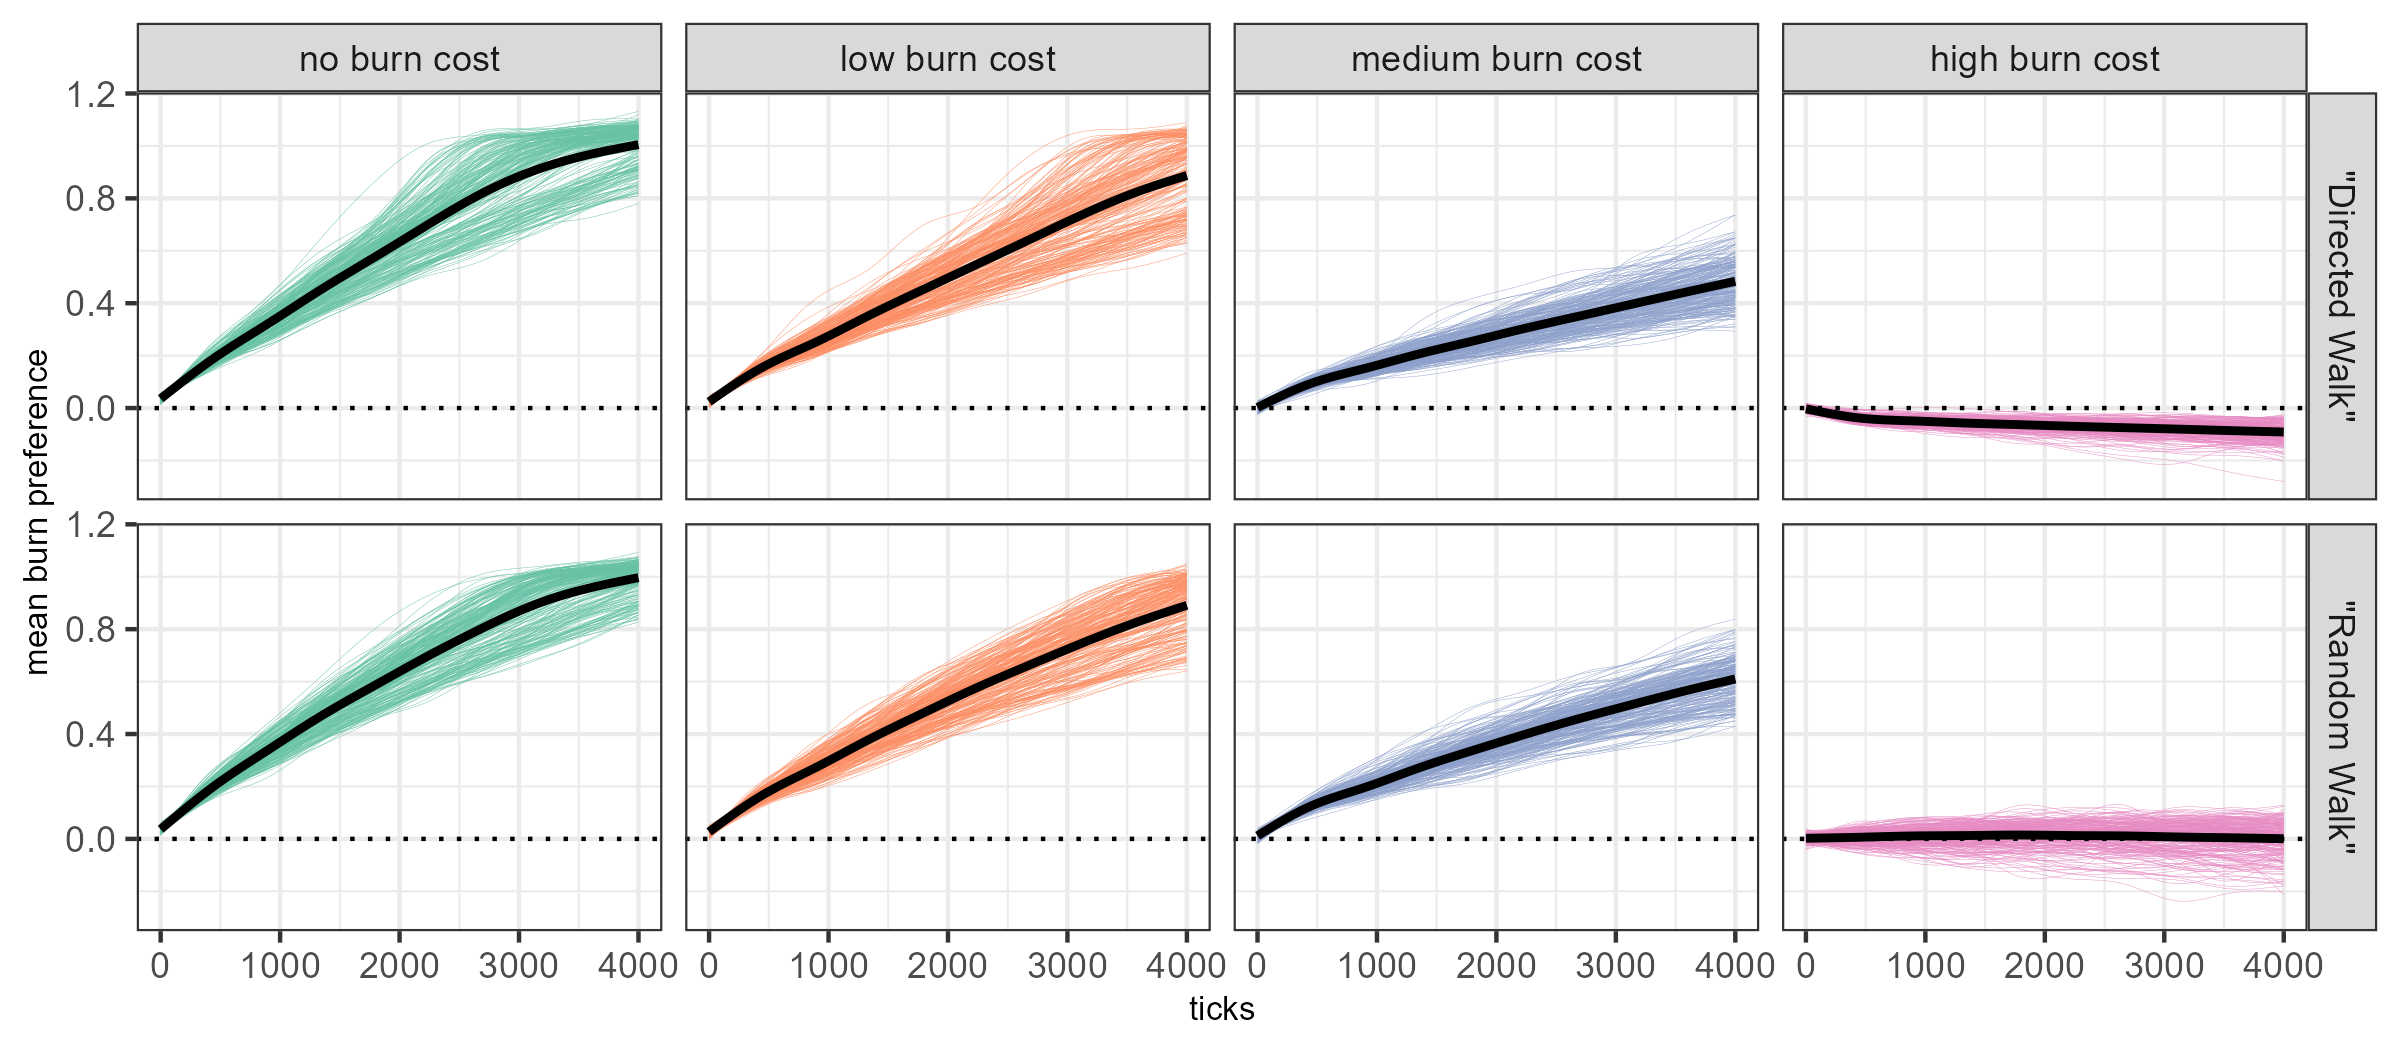 no burn cost
low burn cost
medium burn cost
high burn cost
1.2
0.8
0.4
0.0
"Directed Walk"
mean burn preference
1.2
0.8
0.4
0.0
"Random Walk"
0 1000 2000 3000 4000 0 1000 2000 3000 4000 0 1000 2000 3000 4000 0 1000 2000 3000 4000
ticks